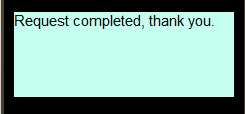 Request completed, thank you.